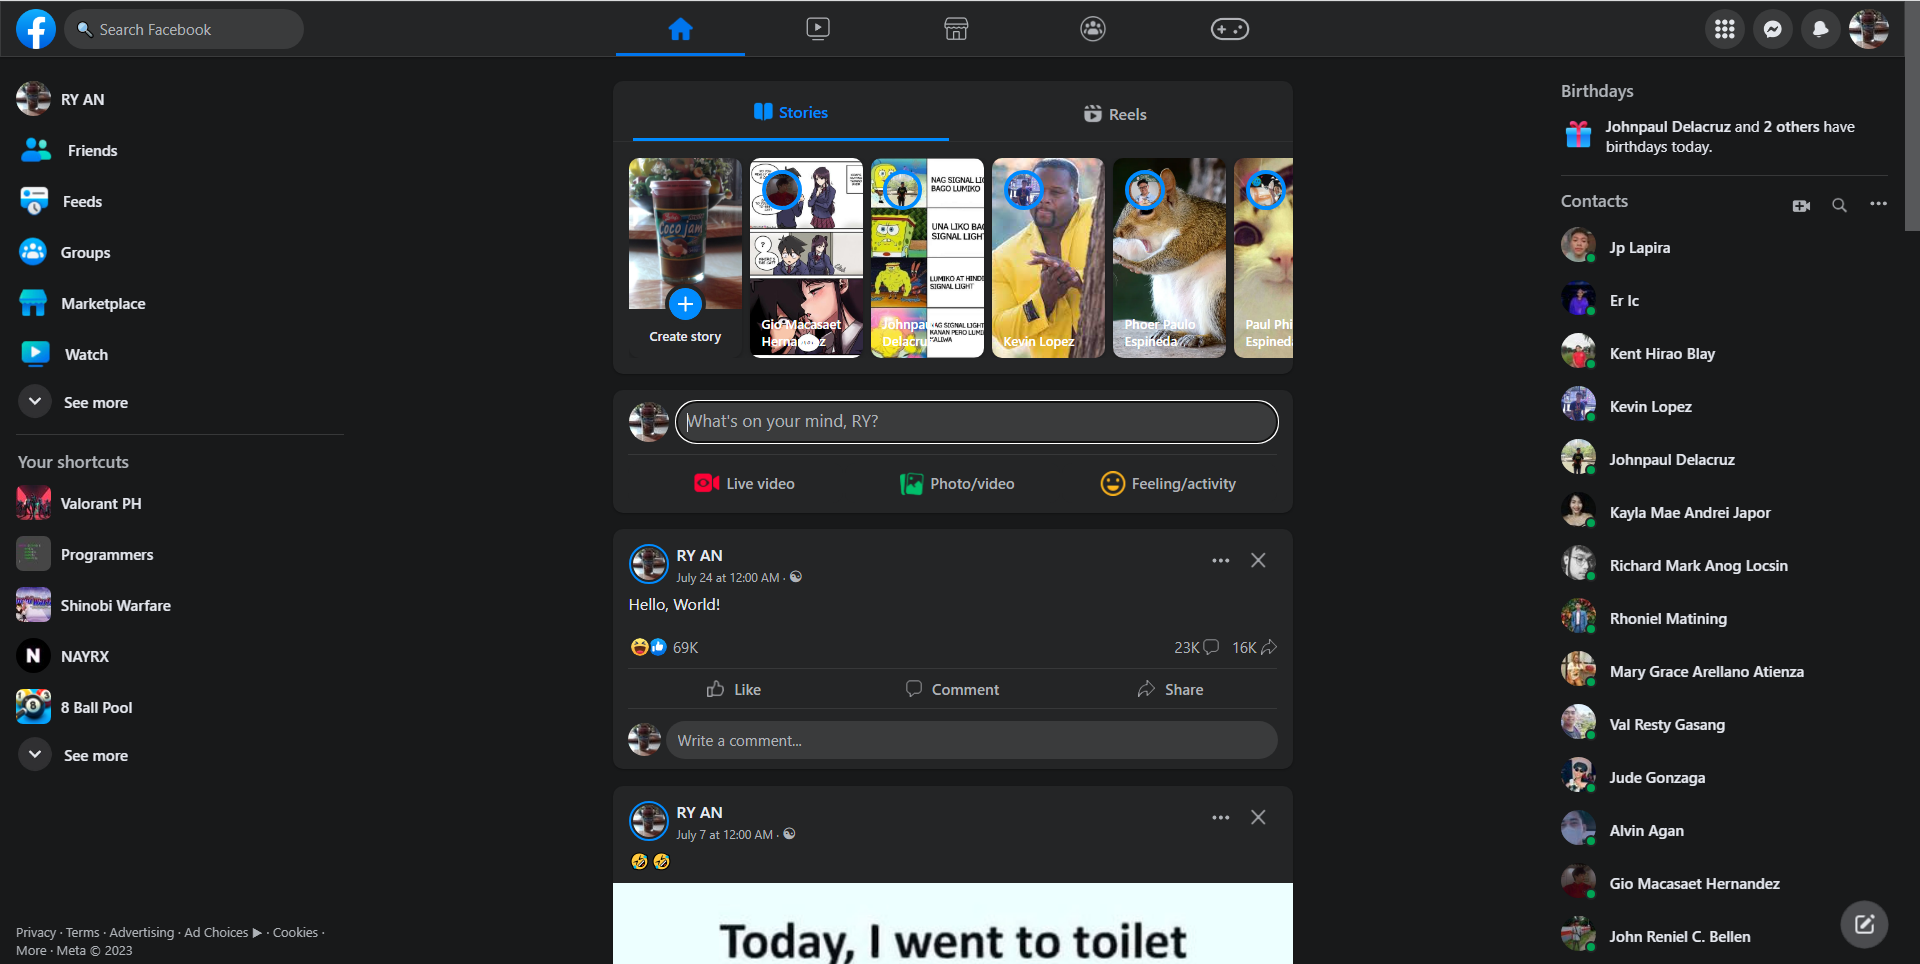 Search Facebook
RY AN
Friends
Feeds
Groups
Marketplace
Watch
See more
Your shortcuts
Valorant PH
Programmers
Shinobi Warfare
NAYRX
8 Ball Pool
See more
Privacy · Terms · Advertising · Ad Choices ▶ · Cookies ·
More · Meta © 2023
Stories
Reels
Coco jam
Create story
Gio Macasaet
Hernandez
NAG SIGNAL LI
BAGO LUMIKO
UNA LIKO BA
SIGNAL LIGH
LUMIKO AT HIND
SIGNAL LIGHT
NAG SIGNAL LIGHT
KANAN PERO LUMI
KALIWA
Johnpa
Delacru
Kevin Lopez
Phoer Paulo
Espineda
Paul Phi
Espined
What's on your mind, RY?
Live video
Photo/video
Feeling/activity
RY AN
July 24 at 12:00 AM ·
Hello, World!
69K
23K
16K
Like
Comment
Share
Write a comment...
RY AN
July 7 at 12:00 AM ·
🤣 🤣
Today, I went to toilet
Birthdays
Johnpaul Delacruz and 2 others have
birthdays today.
Contacts
Jp Lapira
Er Ic
Kent Hirao Blay
Kevin Lopez
Johnpaul Delacruz
Kayla Mae Andrei Japor
Richard Mark Anog Locsin
Rhoniel Matining
Mary Grace Arellano Atienza
Val Resty Gasang
Jude Gonzaga
Alvin Agan
Gio Macasaet Hernandez
John Reniel C. Bellen